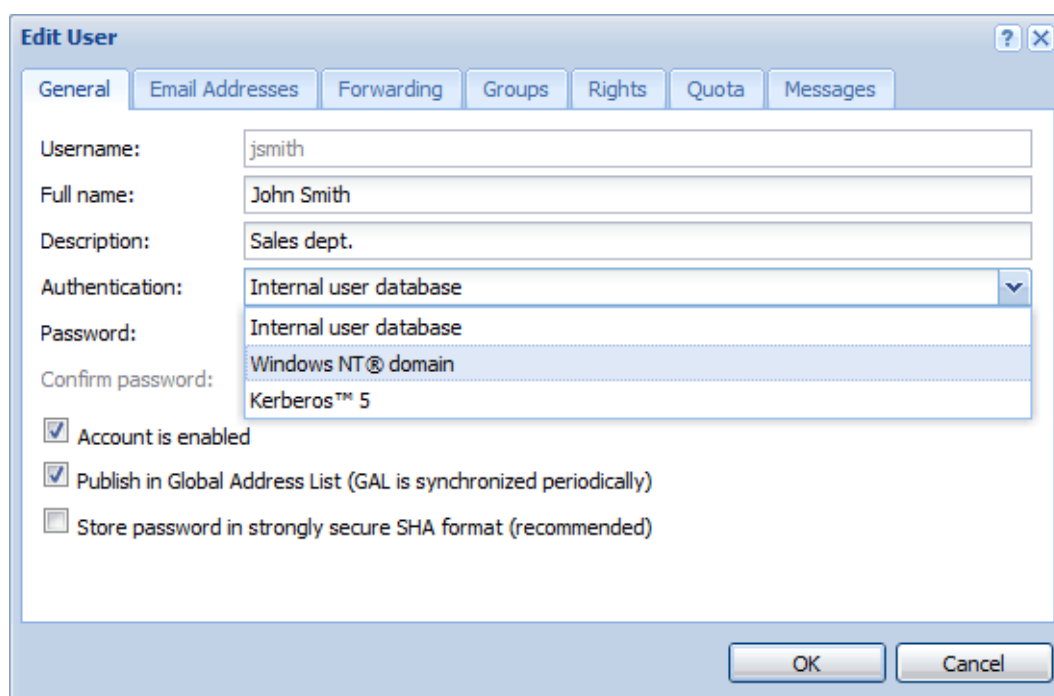 Edit User
General Email Addresses Forwarding Groups Rights Quota Messages
Username: jsmith
Full name: John Smith
Description: Sales dept.
Authentication: Internal user database
Password: Internal user database
Windows NT® domain
Confirm password:
Kerberos™ 5
Account is enabled
Publish in Global Address List (GAL is synchronized periodically)
Store password in strongly secure SHA format (recommended)
OK Cancel